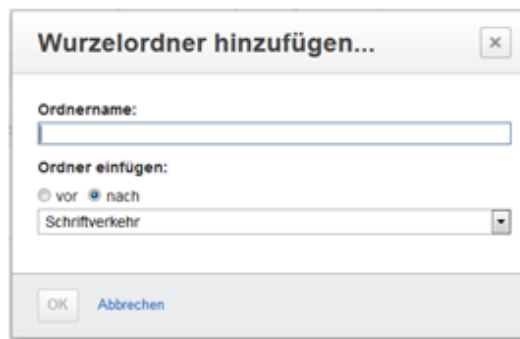 Wurzelordner hinzufügen...
Ordnername:
Ordner einfügen:
vor nach
Schriftverkehr
OK Abbrechen